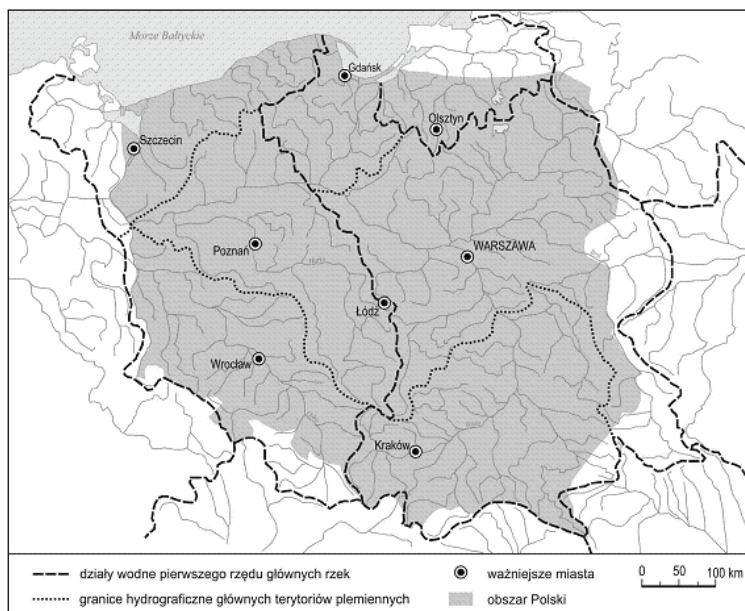 Morze Bałtyckie
Gdańsk
Olsztyn
Szczecin
Poznań
WARSZAWA
Łódź
Wrocław
Kraków
działy wodne pierwszego rzędu głównych rzek
granice hydrograficzne głównych terytoriów plemiennych
ważniejsze miasta
obszar Polski
0 50 100 km